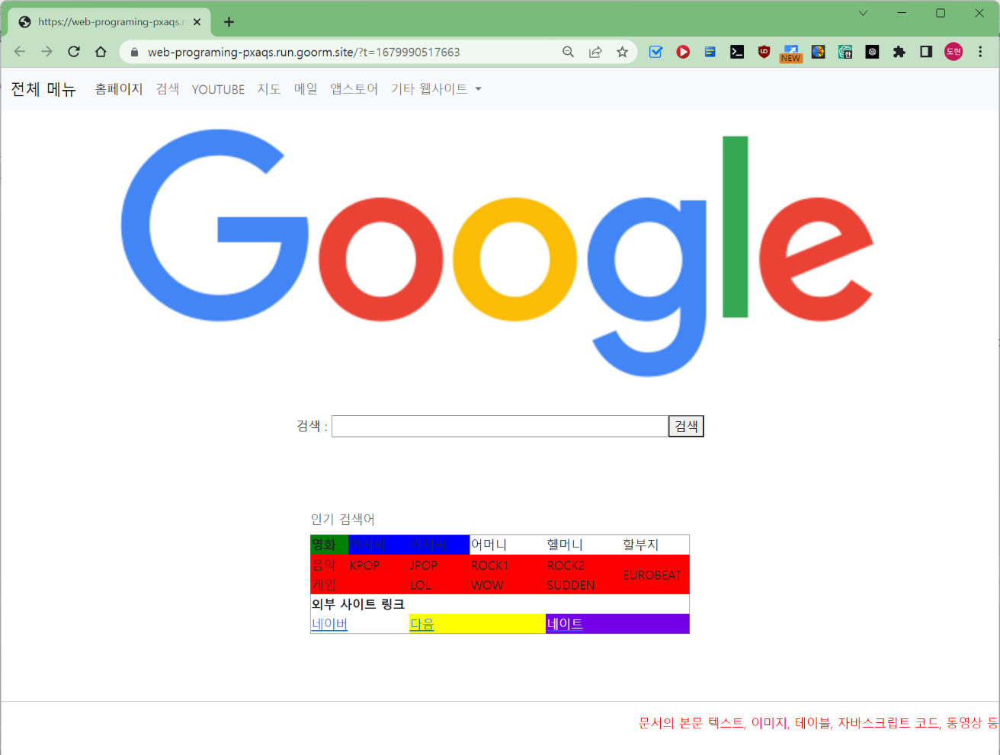 https://web-programing-pxaqs.r
web-programing-pxaqs.run.goorm.site/?t=1679990517663
NEW
한
도현
전체 메뉴 홈페이지 검색 YOUTUBE 지도 메일 앱스토어 기타 웹사이트
Google
검색 : 검색
인기 검색어
영화 아저씨 아저씨 어머니 헬머니 할부지
음악 KPOP JPOP ROCK1 ROCK2 EUROBEAT
게임 LOL WOW SUDDEN
외부 사이트 링크
네이버 다음 네이트
문서의 본문 텍스트, 이미지, 테이블, 자바스크립트 코드, 동영상 등